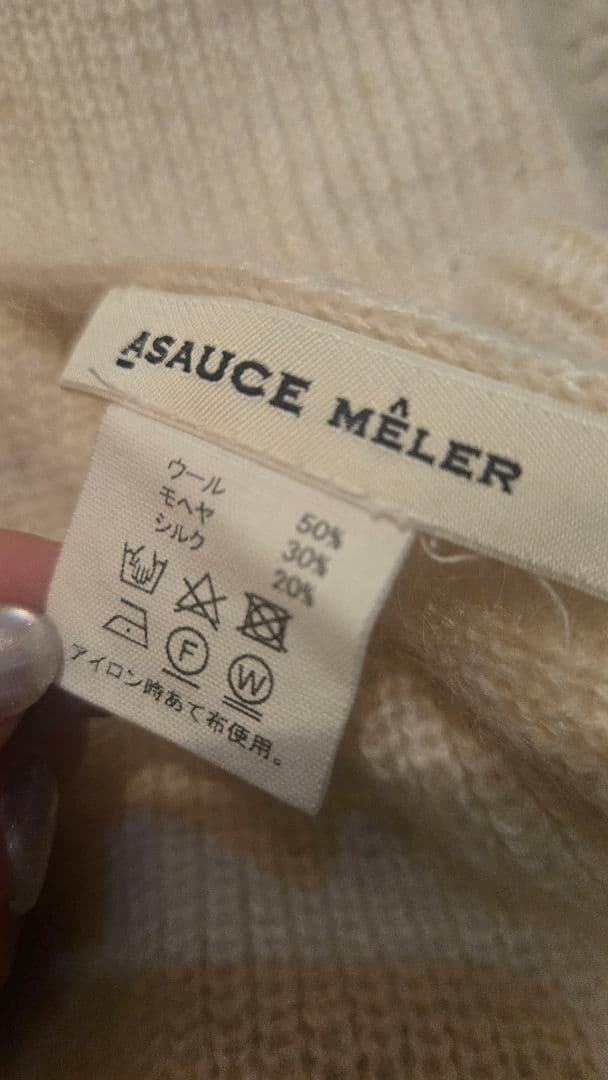 ASAUCE MÊLER
ウール 50%
モヘヤ 30%
シルク 20%
F
W
アイロン時あて布使用。